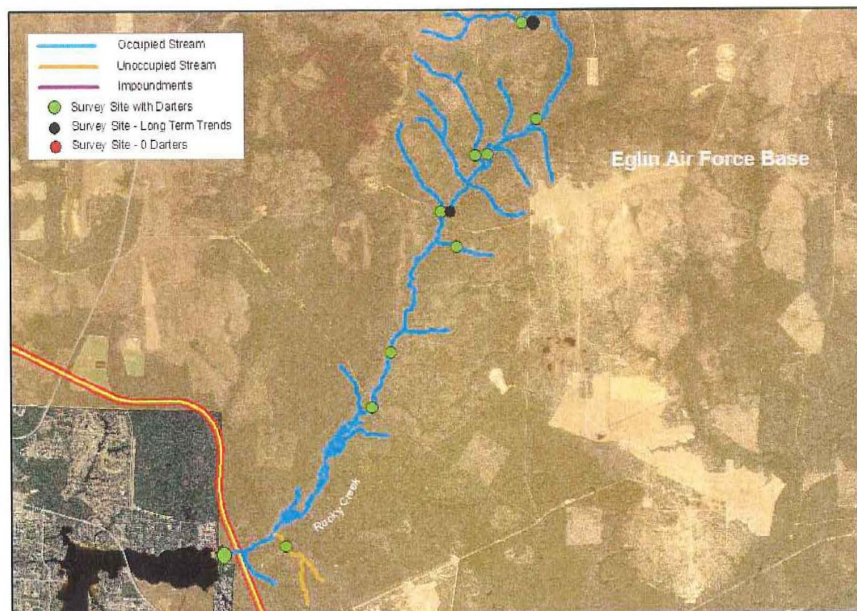 Occupied Stream
Unoccupied Stream
Impoundments
Survey Site with Darters
Survey Site - Long Term Trends
Survey Site - 0 Darters
Eglin Air Force Base
Rocky Creek